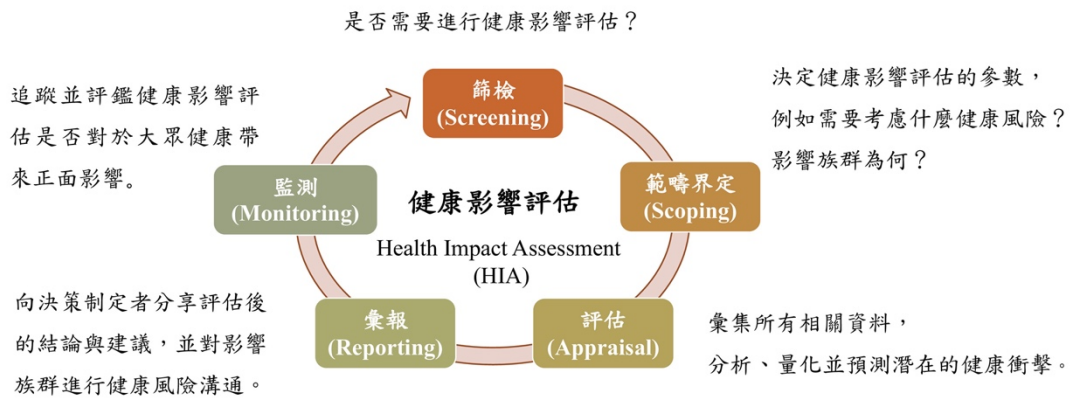 是否需要進行健康影響評估？
篩檢
(Screening)
決定健康影響評估的參數，
例如需要考慮什麼健康風險？
影響族群為何？
範疇界定
(Scoping)
彙集所有相關資料，
分析、量化並預測潛在的健康衝擊。
評估
(Appraisal)
向決策制定者分享評估後
的結論與建議，並對影響
族群進行健康風險溝通。
彙報
(Reporting)
追蹤並評鑑健康影響評
估是否對於大眾健康帶
來正面影響。
監測
(Monitoring)
健康影響評估
Health Impact Assessment
(HIA)